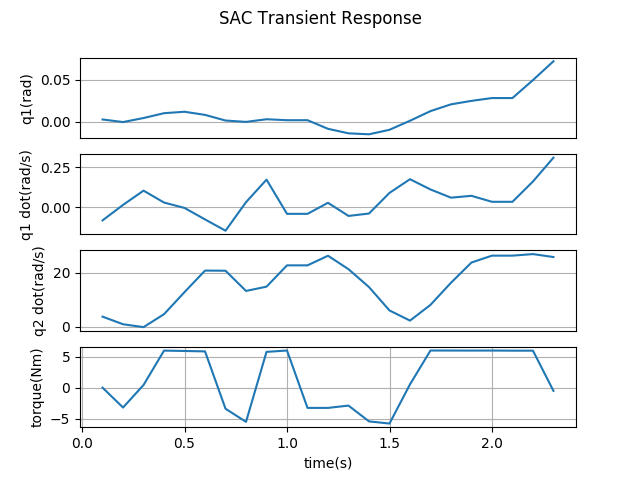 SAC Transient Response
q1(rad)
0.05
0.00
q1 dot(rad/s)
0.25
0.00
q2 dot(rad/s)
20
0
torque(Nm)
5
0
−5
0.0 0.5 1.0 1.5 2.0
time(s)